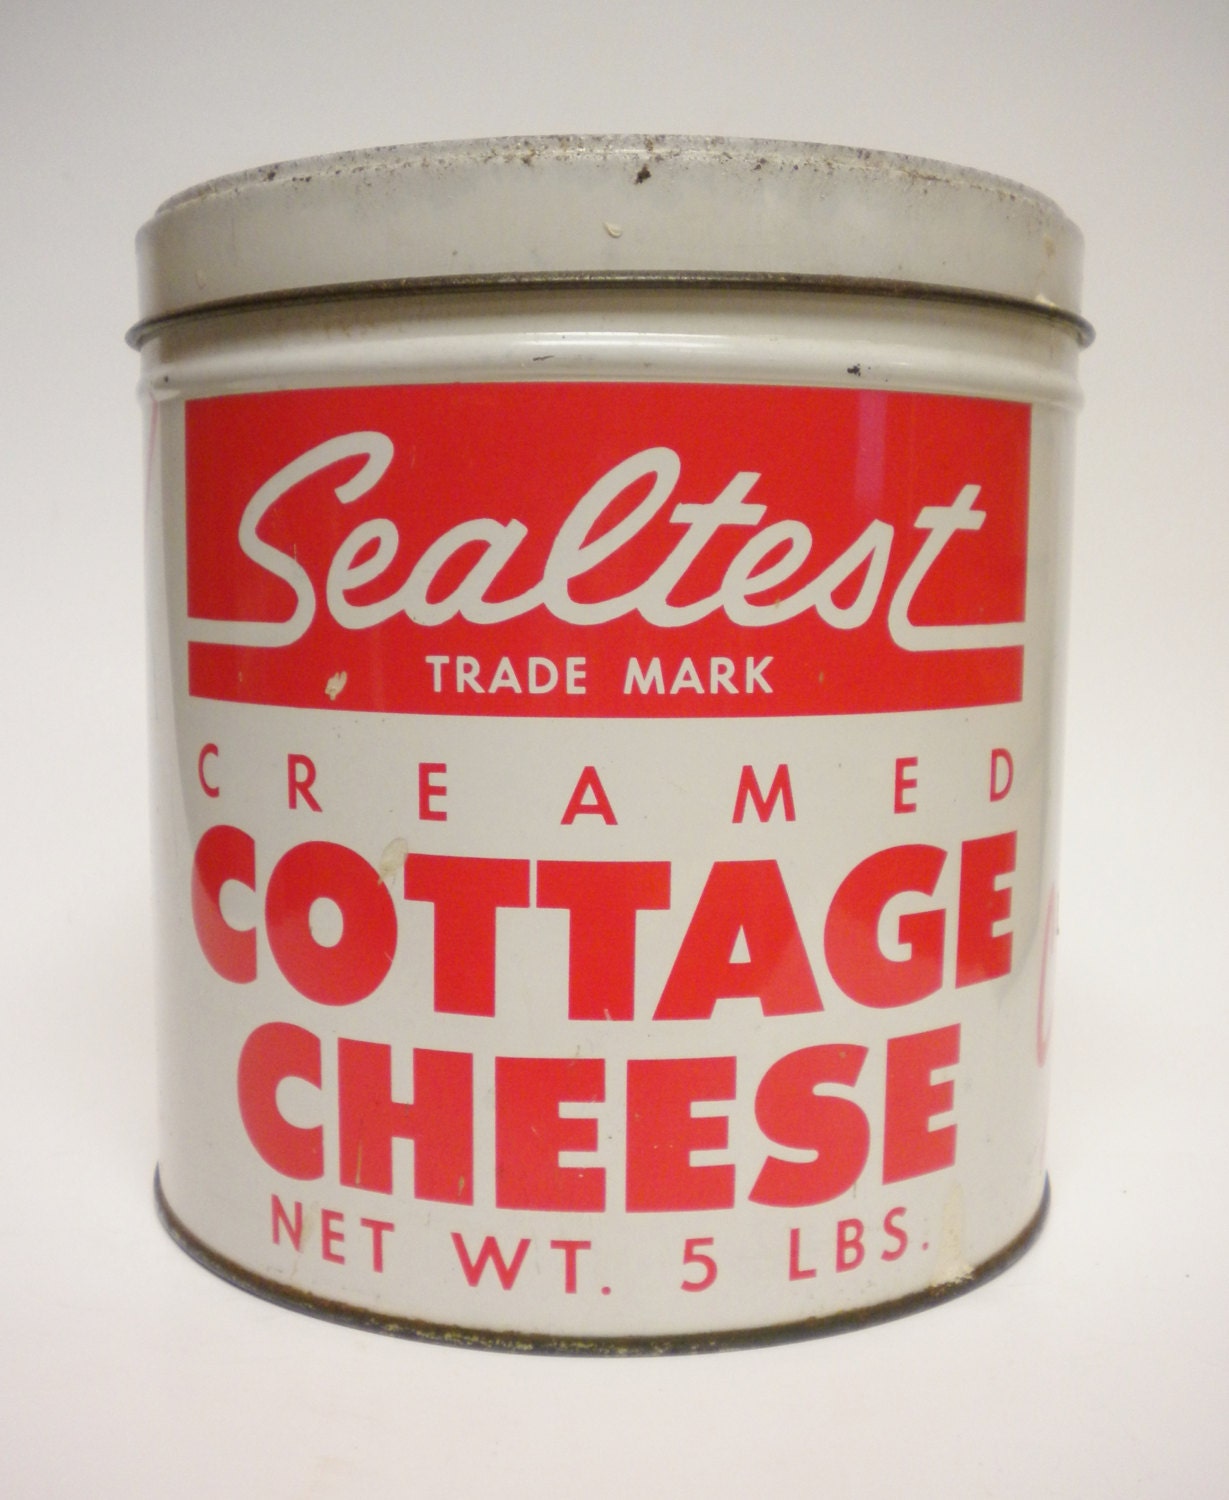 Sealtest
TRADE MARK
CREAMED
COTTAGE
CHEESE
NET WT. 5 LBS.